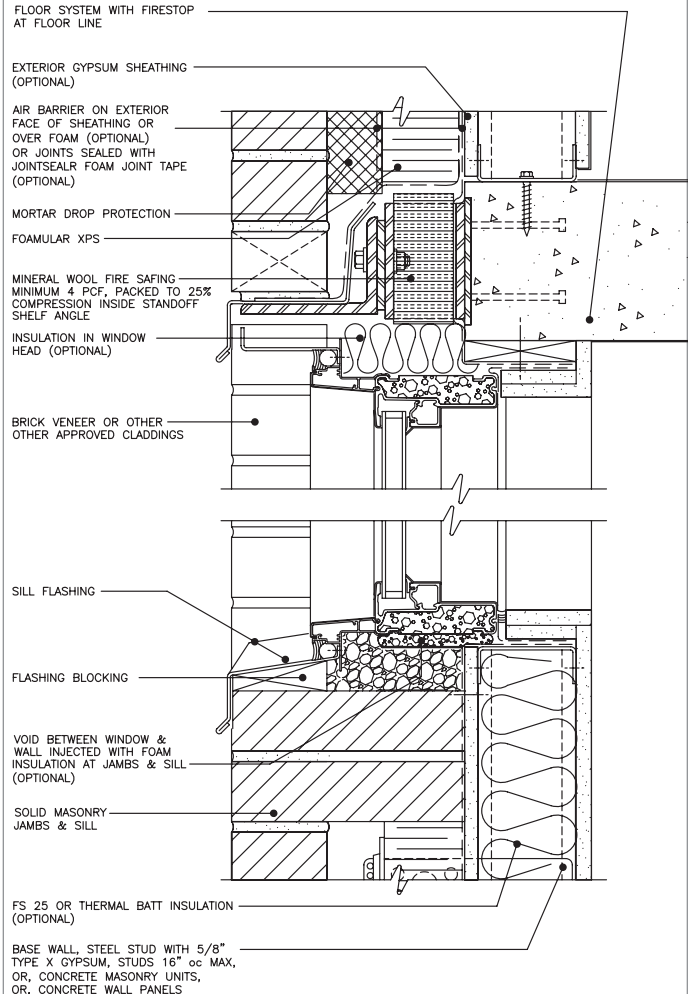 FLOOR SYSTEM WITH FIRESTOP
AT FLOOR LINE
EXTERIOR GYPSUM SHEATHING
(OPTIONAL)
AIR BARRIER ON EXTERIOR
FACE OF SHEATHING OR
OVER FOAM (OPTIONAL)
OR JOINTS SEALED WITH
JOINTSEALR FOAM JOINT TAPE
(OPTIONAL)
MORTAR DROP PROTECTION
FOAMULAR XPS
MINERAL WOOL FIRE SAFING
MINIMUM 4 PCF, PACKED TO 25%
COMPRESSION INSIDE STANDOFF
SHELF ANGLE
INSULATION IN WINDOW
HEAD (OPTIONAL)
BRICK VENEER OR OTHER
OTHER APPROVED CLADDINGS
SILL FLASHING
FLASHING BLOCKING
VOID BETWEEN WINDOW &
WALL INJECTED WITH FOAM
INSULATION AT JAMBS & SILL
(OPTIONAL)
SOLID MASONRY
JAMBS & SILL
FS 25 OR THERMAL BATT INSULATION
(OPTIONAL)
BASE WALL, STEEL STUD WITH 5/8"
TYPE X GYPSUM, STUDS 16" oc MAX,
OR, CONCRETE MASONRY UNITS,
OR, CONCRETE WALL PANELS